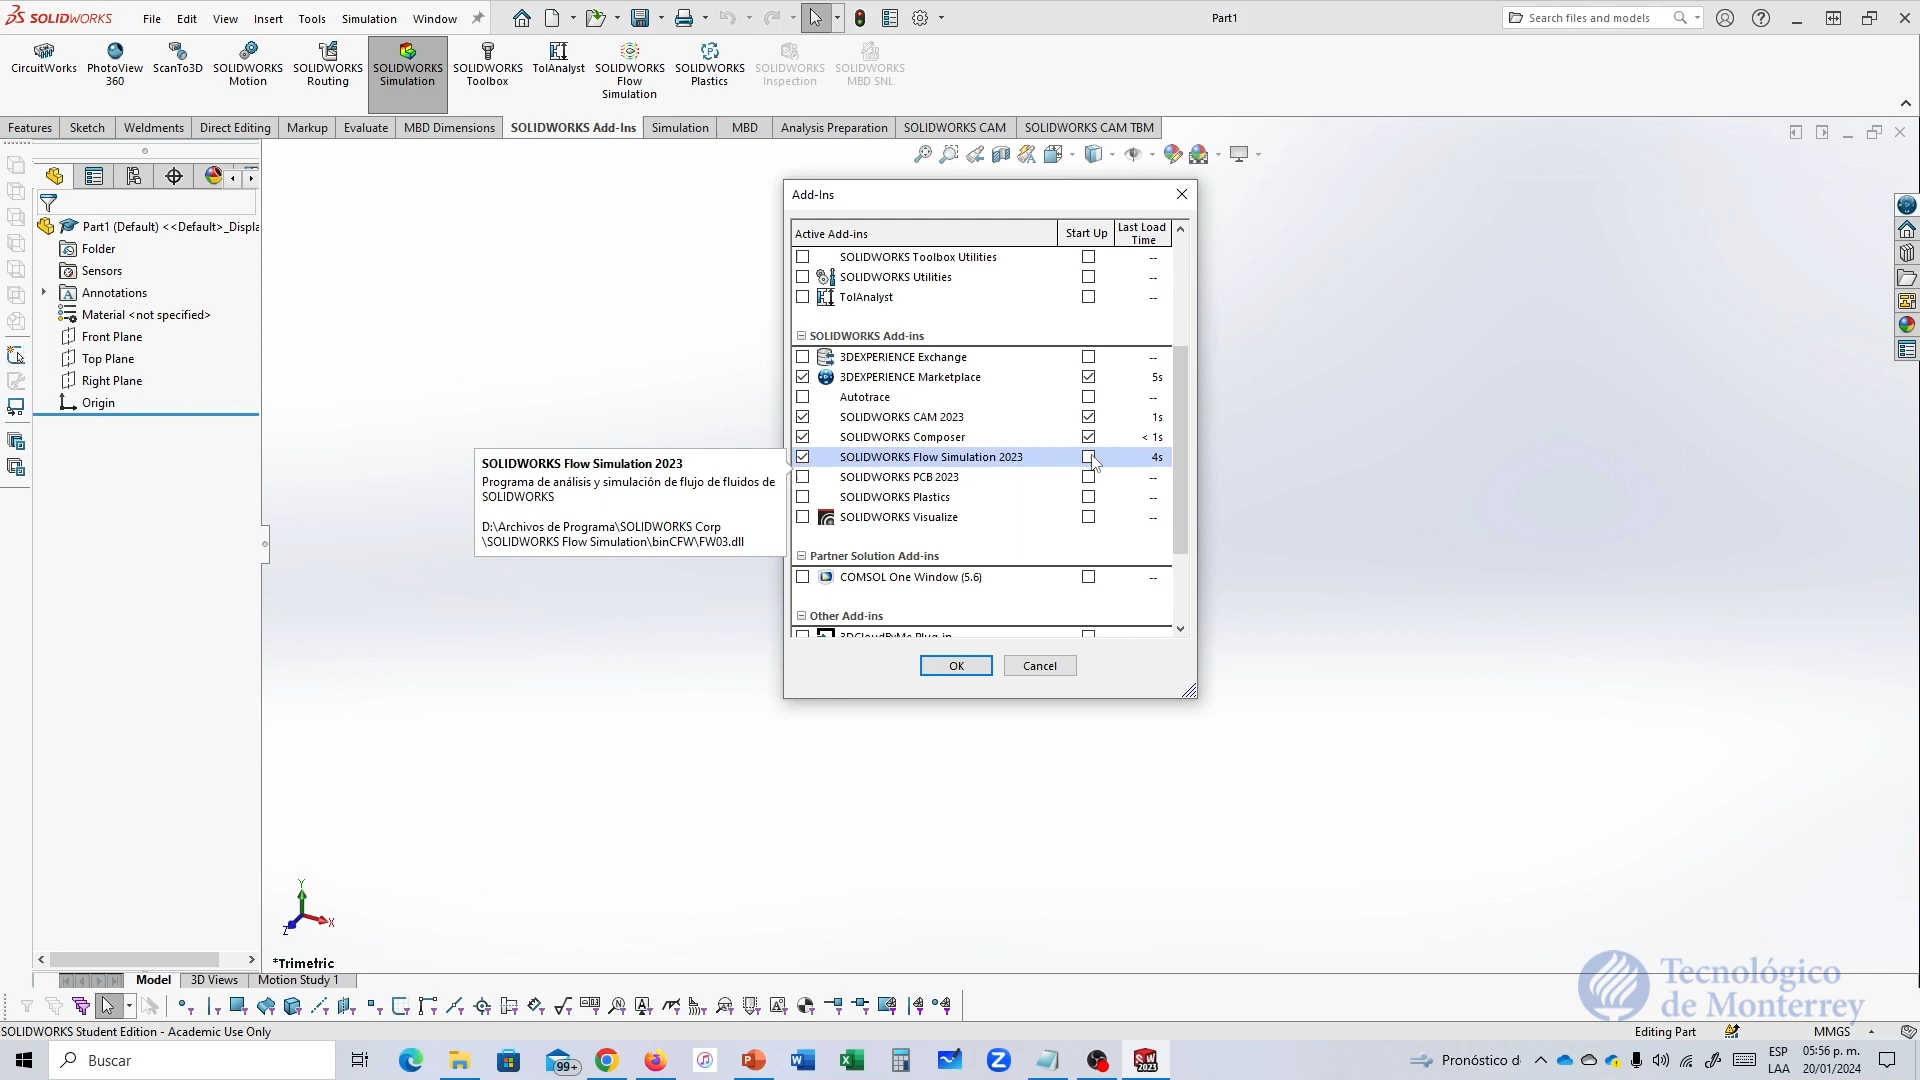 SOLIDWORKS File Edit View Insert Tools Simulation Window Part1 Search files and models
CircuitWorks
PhotoView 360
ScanTo3D
SOLIDWORKS Motion
SOLIDWORKS Routing
SOLIDWORKS Simulation
SOLIDWORKS Toolbox
TolAnalyst
SOLIDWORKS Flow Simulation
SOLIDWORKS Plastics
SOLIDWORKS Inspection
SOLIDWORKS MBD SNL
Features Sketch Weldments Direct Editing Markup Evaluate MBD Dimensions SOLIDWORKS Add-Ins Simulation MBD Analysis Preparation SOLIDWORKS CAM SOLIDWORKS CAM TBM
Part1 (Default) <<Default>_Displa
Folder
Sensors
Annotations
Material <not specified>
Front Plane
Top Plane
Right Plane
Origin
Add-Ins
Active Add-ins Start Up Last Load Time
SOLIDWORKS Toolbox Utilities --
SOLIDWORKS Utilities --
TolAnalyst --
SOLIDWORKS Add-ins
3DEXPERIENCE Exchange --
3DEXPERIENCE Marketplace 5s
Autotrace --
SOLIDWORKS CAM 2023 1s
SOLIDWORKS Composer < 1s
SOLIDWORKS Flow Simulation 2023 4s
SOLIDWORKS PCB 2023 --
SOLIDWORKS Plastics --
SOLIDWORKS Visualize --
Partner Solution Add-ins
COMSOL One Window (5.6) --
Other Add-ins
OK Cancel
SOLIDWORKS Flow Simulation 2023
Programa de análisis y simulación de flujo de fluidos de
SOLIDWORKS
D:\Archivos de Programa\SOLIDWORKS Corp
\SOLIDWORKS Flow Simulation\binCFW\FW03.dll
Y
X
Z
*Trimetric
Model 3D Views Motion Study 1
Tecnológico
de Monterrey
SOLIDWORKS Student Edition - Academic Use Only Editing Part MMGS
Buscar 99+ Pronóstico d ESP LAA 05:56 p. m. 20/01/2024